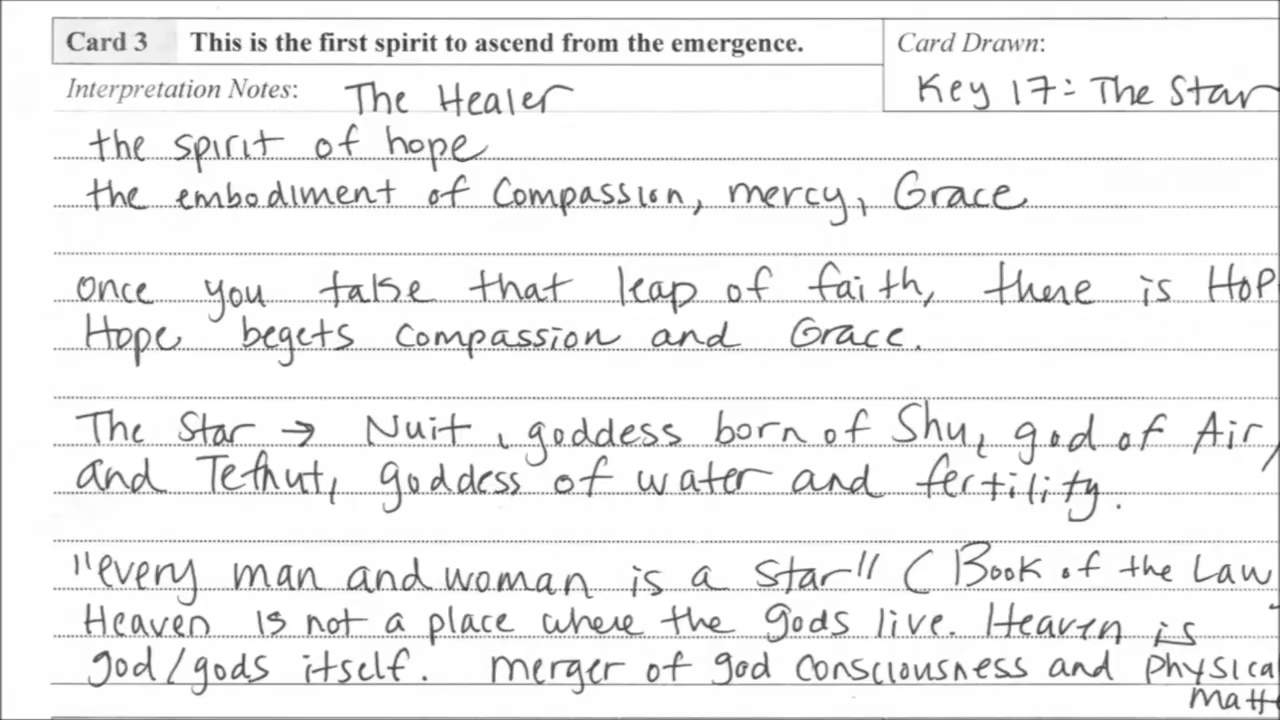 Card 3 This is the first spirit to ascend from the emergence. Card Drawn:
Interpretation Notes: The Healer Key 17: The Star
the spirit of hope
the embodiment of Compassion, mercy, Grace
once you take that leap of faith, there is HOP
Hope begets compassion and Grace.
The Star → Nuit, goddess born of Shu, god of Air,
and Tefnut, goddess of water and fertility.
"every man and woman is a star" (Book of the Law
Heaven is not a place where the gods live. Heaven is
god/gods itself. merger of god consciousness and physica
matt